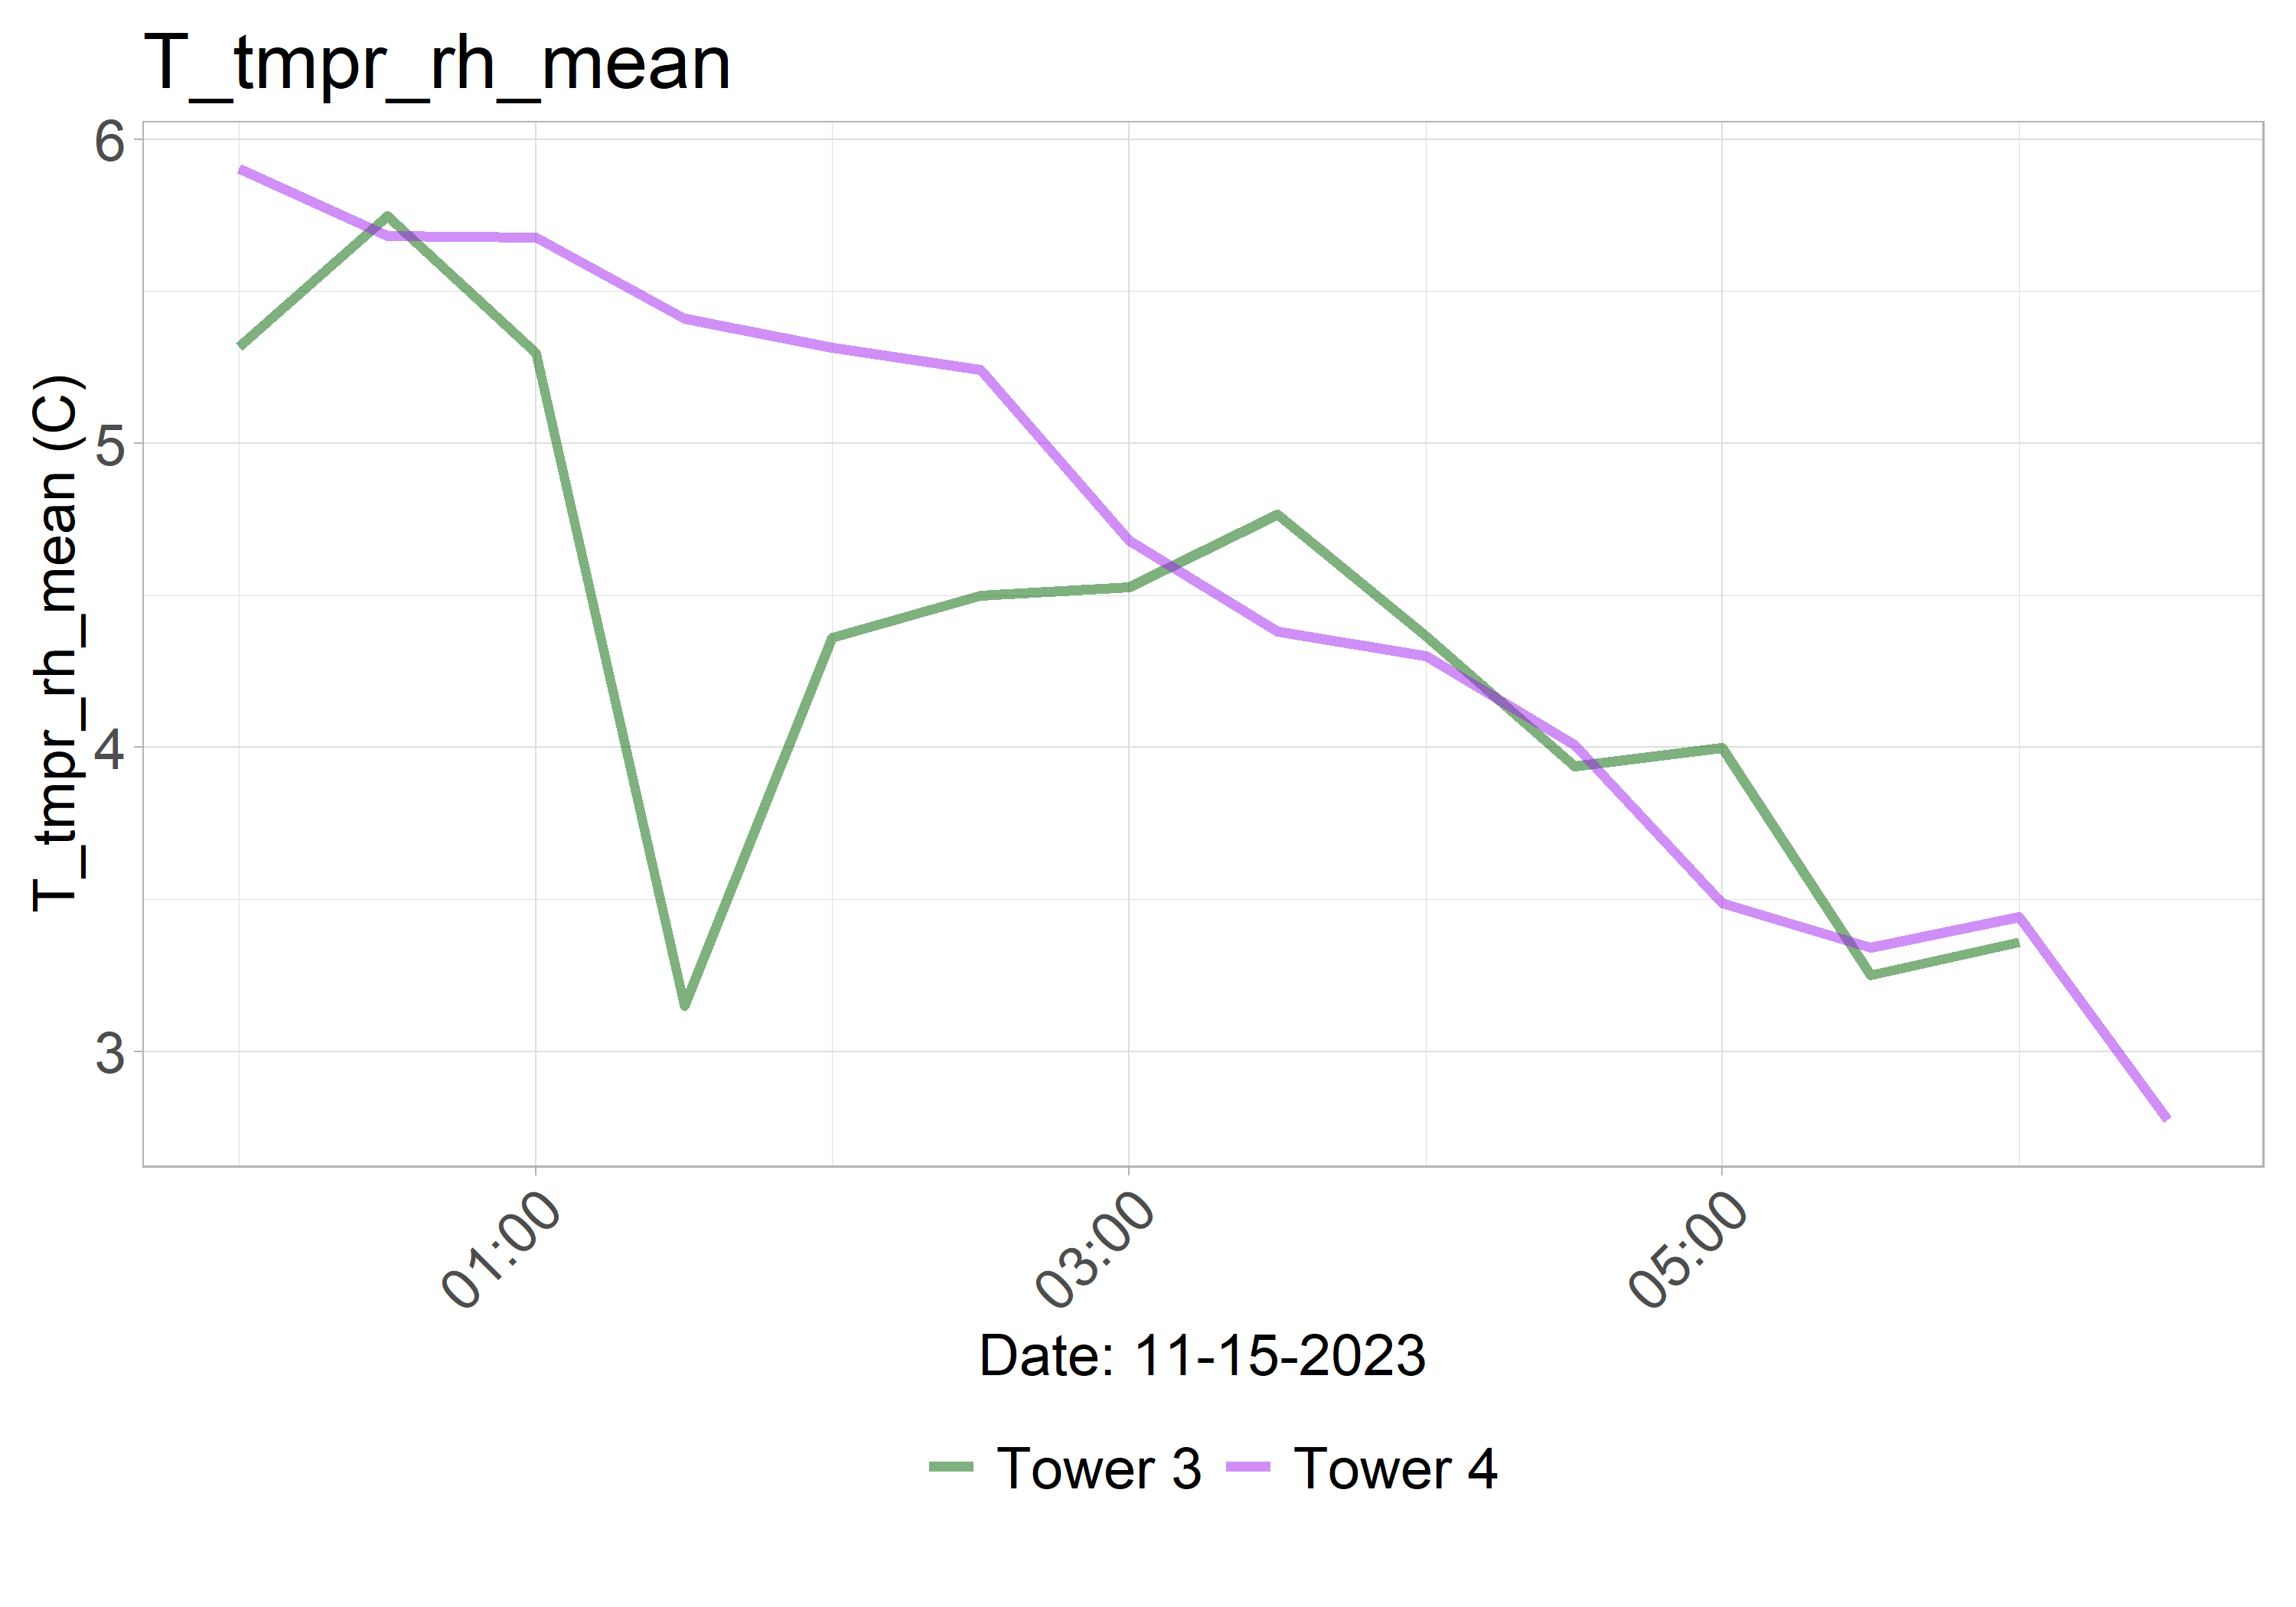 T_tmpr_rh_mean
T_tmpr_rh_mean (C)
6
5
4
3
01:00
03:00
05:00
Date: 11-15-2023
Tower 3
Tower 4